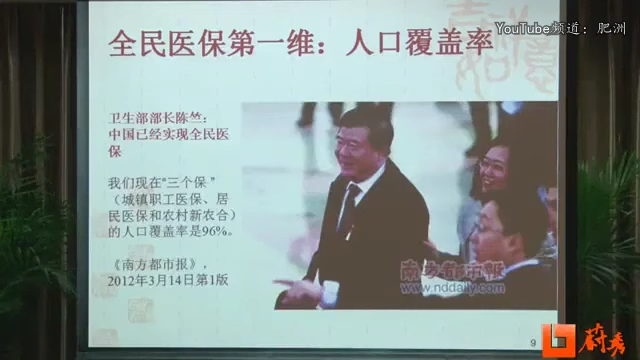 YouTube频道：肥洲
全民医保第一维：人口覆盖率
卫生部部长陈竺：
中国已经实现全民医
保
我们现在“三个保”
（城镇职工医保、居
民医保和农村新农合）
的人口覆盖率是96%。
《南方都市报》，
2012年3月14日第1版
南方都市报
www.nddaily.com
9
蔚秀